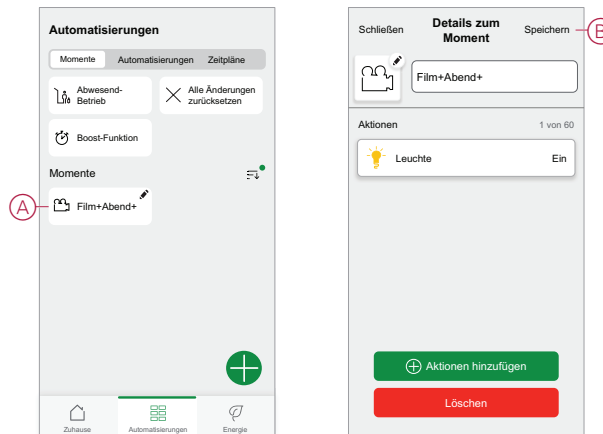 Automatisierungen
Momente Automatisierungen Zeitpläne
Abwesend-
Betrieb
Alle Änderungen
zurücksetzen
Boost-Funktion
Momente
A
Film+Abend+
Zuhause Automatisierungen Energie
Schließen
Details zum
Moment
Speichern
B
Film+Abend+
Aktionen 1 von 60
Leuchte Ein
Aktionen hinzufügen
Löschen